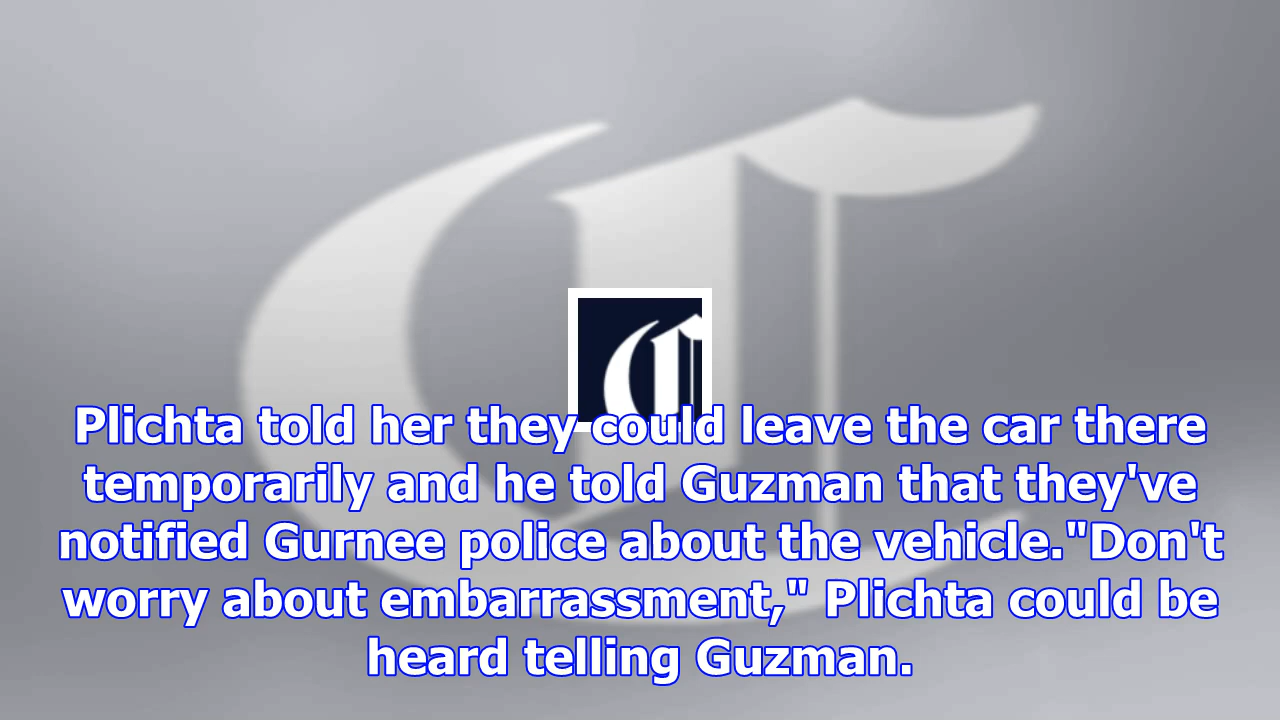 Plichta told her they could leave the car there
temporarily and he told Guzman that they've
notified Gurnee police about the vehicle."Don't
worry about embarrassment," Plichta could be
heard telling Guzman.